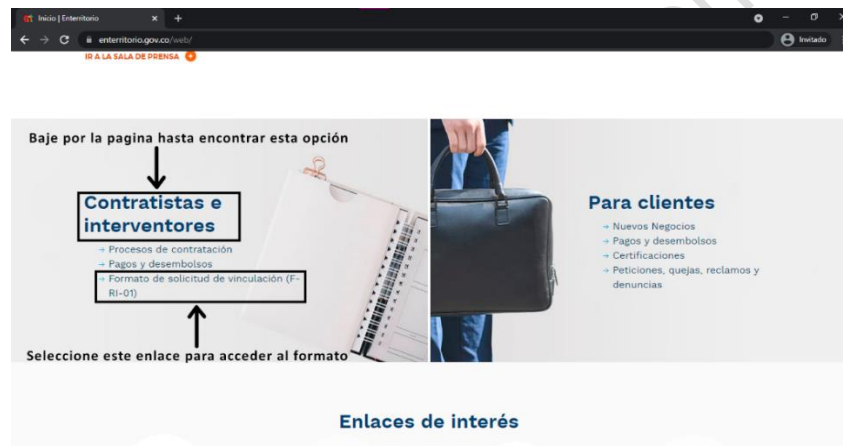 Inicio | Enterritorio
enterritorio.gov.co/web/
Invitado
IR A LA SALA DE PRENSA
Baje por la pagina hasta encontrar esta opción
Contratistas e
interventores
→ Procesos de contratación
→ Pagos y desembolsos
→ Formato de solicitud de vinculación (F-
RI-01)
Seleccione este enlace para acceder al formato
Para clientes
→ Nuevos Negocios
→ Pagos y desembolsos
→ Certificaciones
→ Peticiones, quejas, reclamos y
denuncias
Enlaces de interés